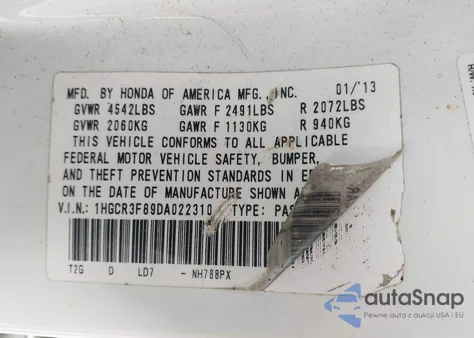 MFD. BY HONDA OF AMERICA MFG., INC. 01/'13
GVWR 4542LBS GAWR F 2491LBS R 2072LBS
GVWR 2060KG GAWR F 1130KG R 940KG
THIS VEHICLE CONFORMS TO ALL APPLICABLE
FEDERAL MOTOR VEHICLE SAFETY, BUMPER,
AND THEFT PREVENTION STANDARDS IN
ON THE DATE OF MANUFACTURE SHOWN
V.I.N.: 1HGCR3F89DA022310 TYPE:
T2G D LD7 - NH788PX
autaSnap
Pewne auta z aukcji USA i EU